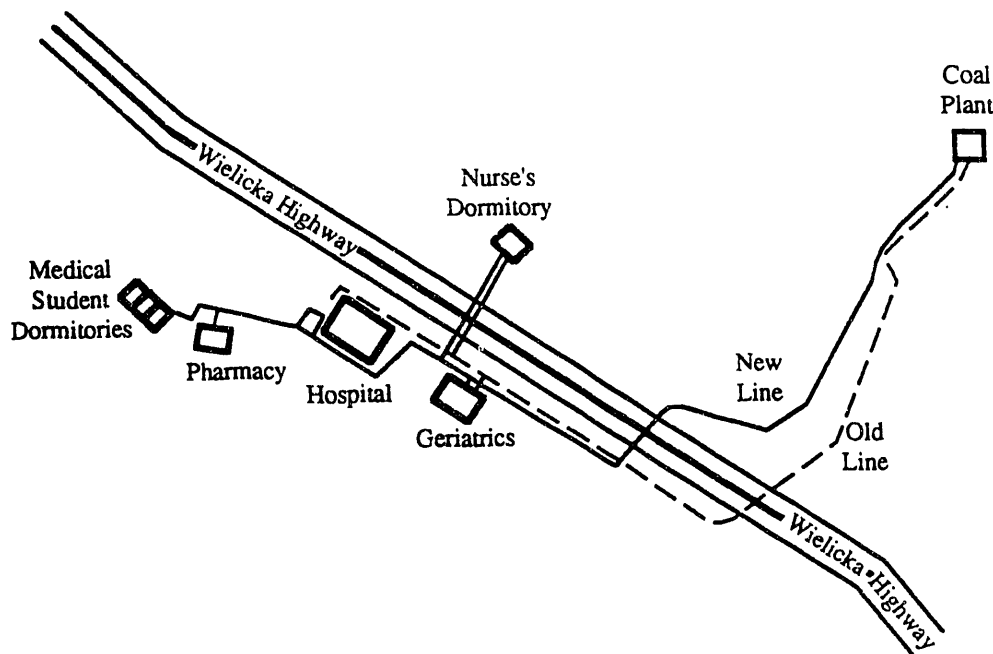 Coal
Plant
Wielicka Highway
Nurse's
Dormitory
Medical
Student
Dormitories
Pharmacy
Hospital
Geriatrics
New
Line
Old
Line
Wielicka•Highway